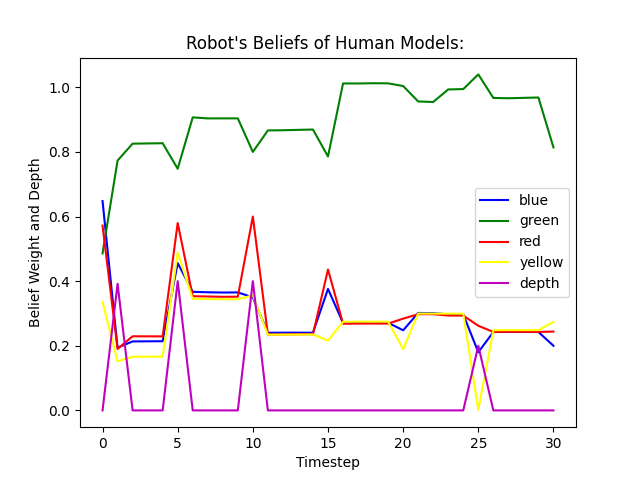 Robot's Beliefs of Human Models:
Belief Weight and Depth
1.0
0.8
0.6
0.4
0.2
0.0
blue
green
red
yellow
depth
0 5 10 15 20 25 30
Timestep